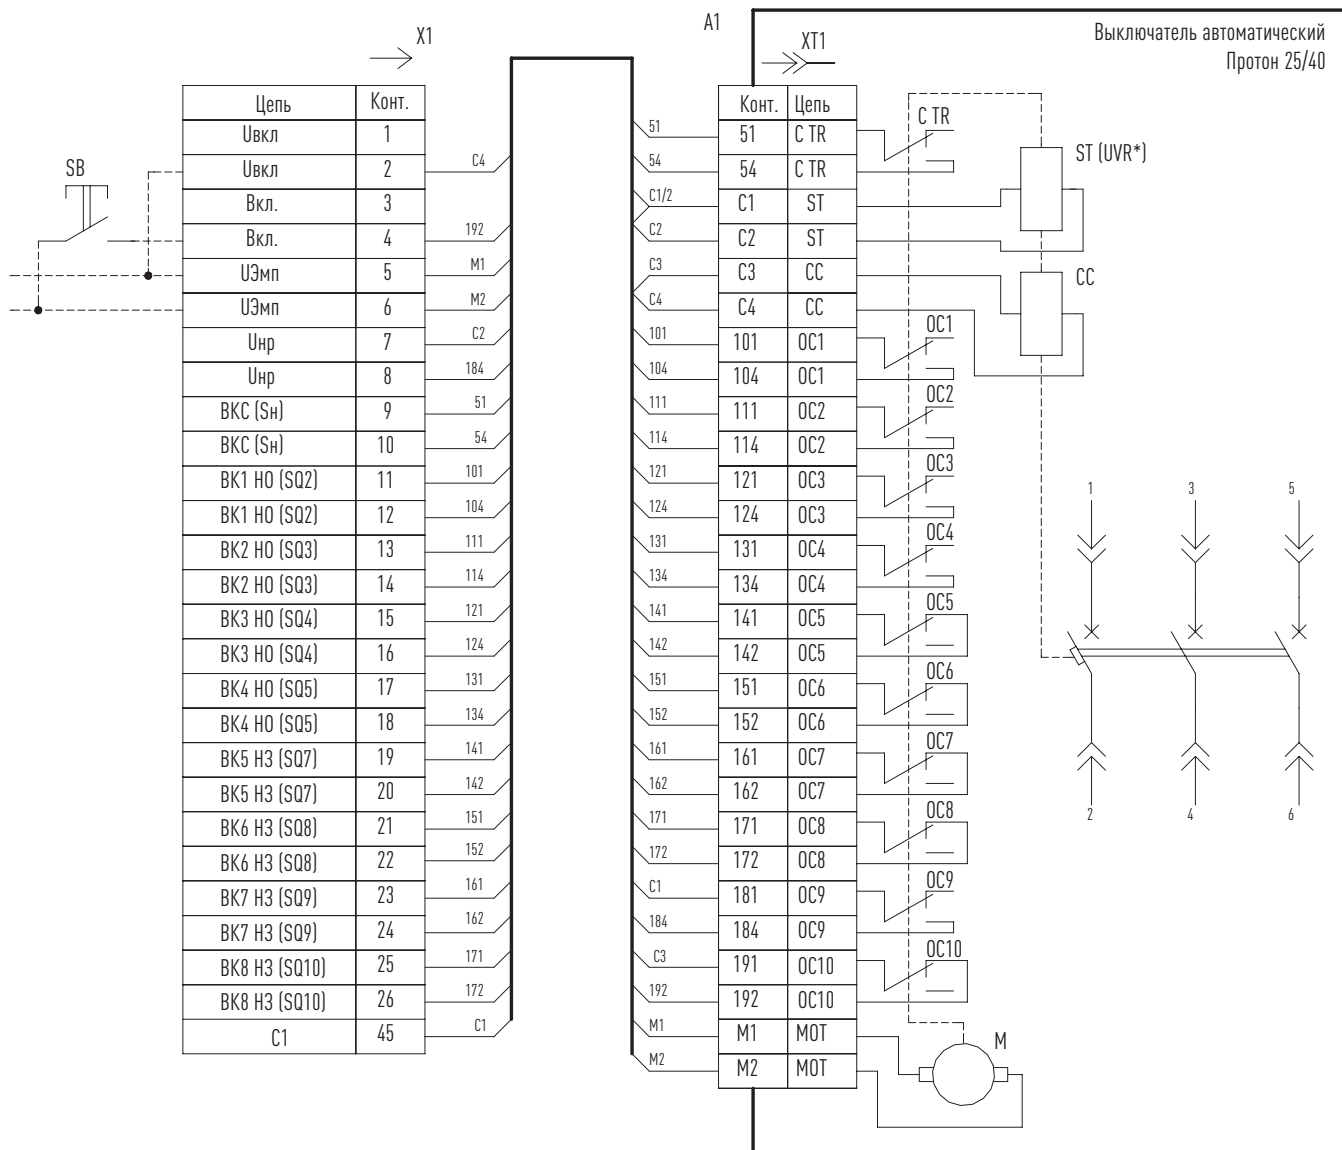 A1
Выключатель автоматический
Протон 25/40
X1
XT1
Цепь Конт.
Uвкл 1
Uвкл 2 C4
Вкл. 3
Вкл. 4 192
UЭмп 5 M1
UЭмп 6 M2
Uнр 7 C2
Uнр 8 184
ВКС (Sн) 9 51
ВКС (Sн) 10 54
ВК1 НО (SQ2) 11 101
ВК1 НО (SQ2) 12 104
ВК2 НО (SQ3) 13 111
ВК2 НО (SQ3) 14 114
ВК3 НО (SQ4) 15 121
ВК3 НО (SQ4) 16 124
ВК4 НО (SQ5) 17 131
ВК4 НО (SQ5) 18 134
ВК5 НЗ (SQ7) 19 141
ВК5 НЗ (SQ7) 20 142
ВК6 НЗ (SQ8) 21 151
ВК6 НЗ (SQ8) 22 152
ВК7 НЗ (SQ9) 23 161
ВК7 НЗ (SQ9) 24 162
ВК8 НЗ (SQ10) 25 171
ВК8 НЗ (SQ10) 26 172
C1 45 C1
SB
Конт. Цепь
51 51 C TR
54 54 C TR
C1/2 C1 ST
C2 C2 ST
C3 C3 CC
C4 C4 CC
101 101 OC1
104 104 OC1
111 111 OC2
114 114 OC2
121 121 OC3
124 124 OC3
131 131 OC4
134 134 OC4
141 141 OC5
142 142 OC5
151 151 OC6
152 152 OC6
161 161 OC7
162 162 OC7
171 171 OC8
172 172 OC8
C1 181 OC9
184 184 OC9
C3 191 OC10
192 192 OC10
M1 M1 MOT
M2 M2 MOT
C TR
ST (UVR*)
CC
OC1
OC2
OC3
OC4
OC5
OC6
OC7
OC8
OC9
OC10
M
1 3 5
2 4 6